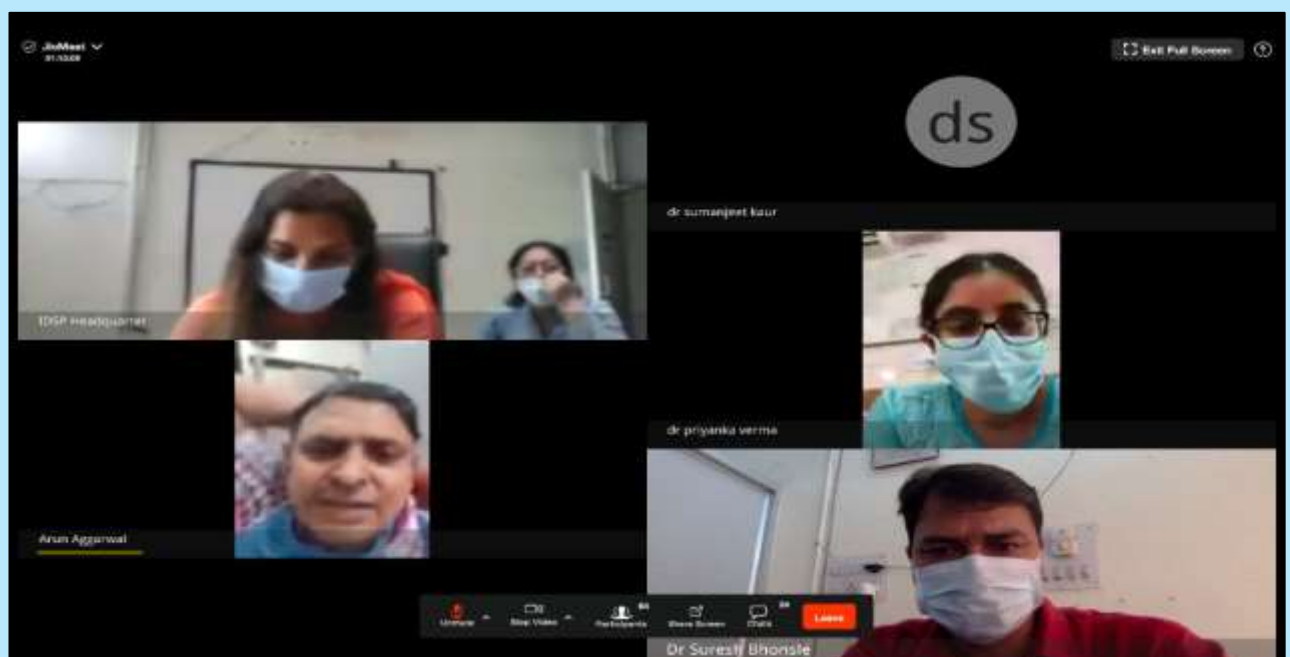 JioMeet
Exit Full Screen
ds
dr sumanjeet kaur
IDSP Headquarter
dr priyanka verma
Arun Aggarwal
Unmute
Stop Video
Participants
Share Screen
Chats
Leave
Dr Suresh Bhonsle